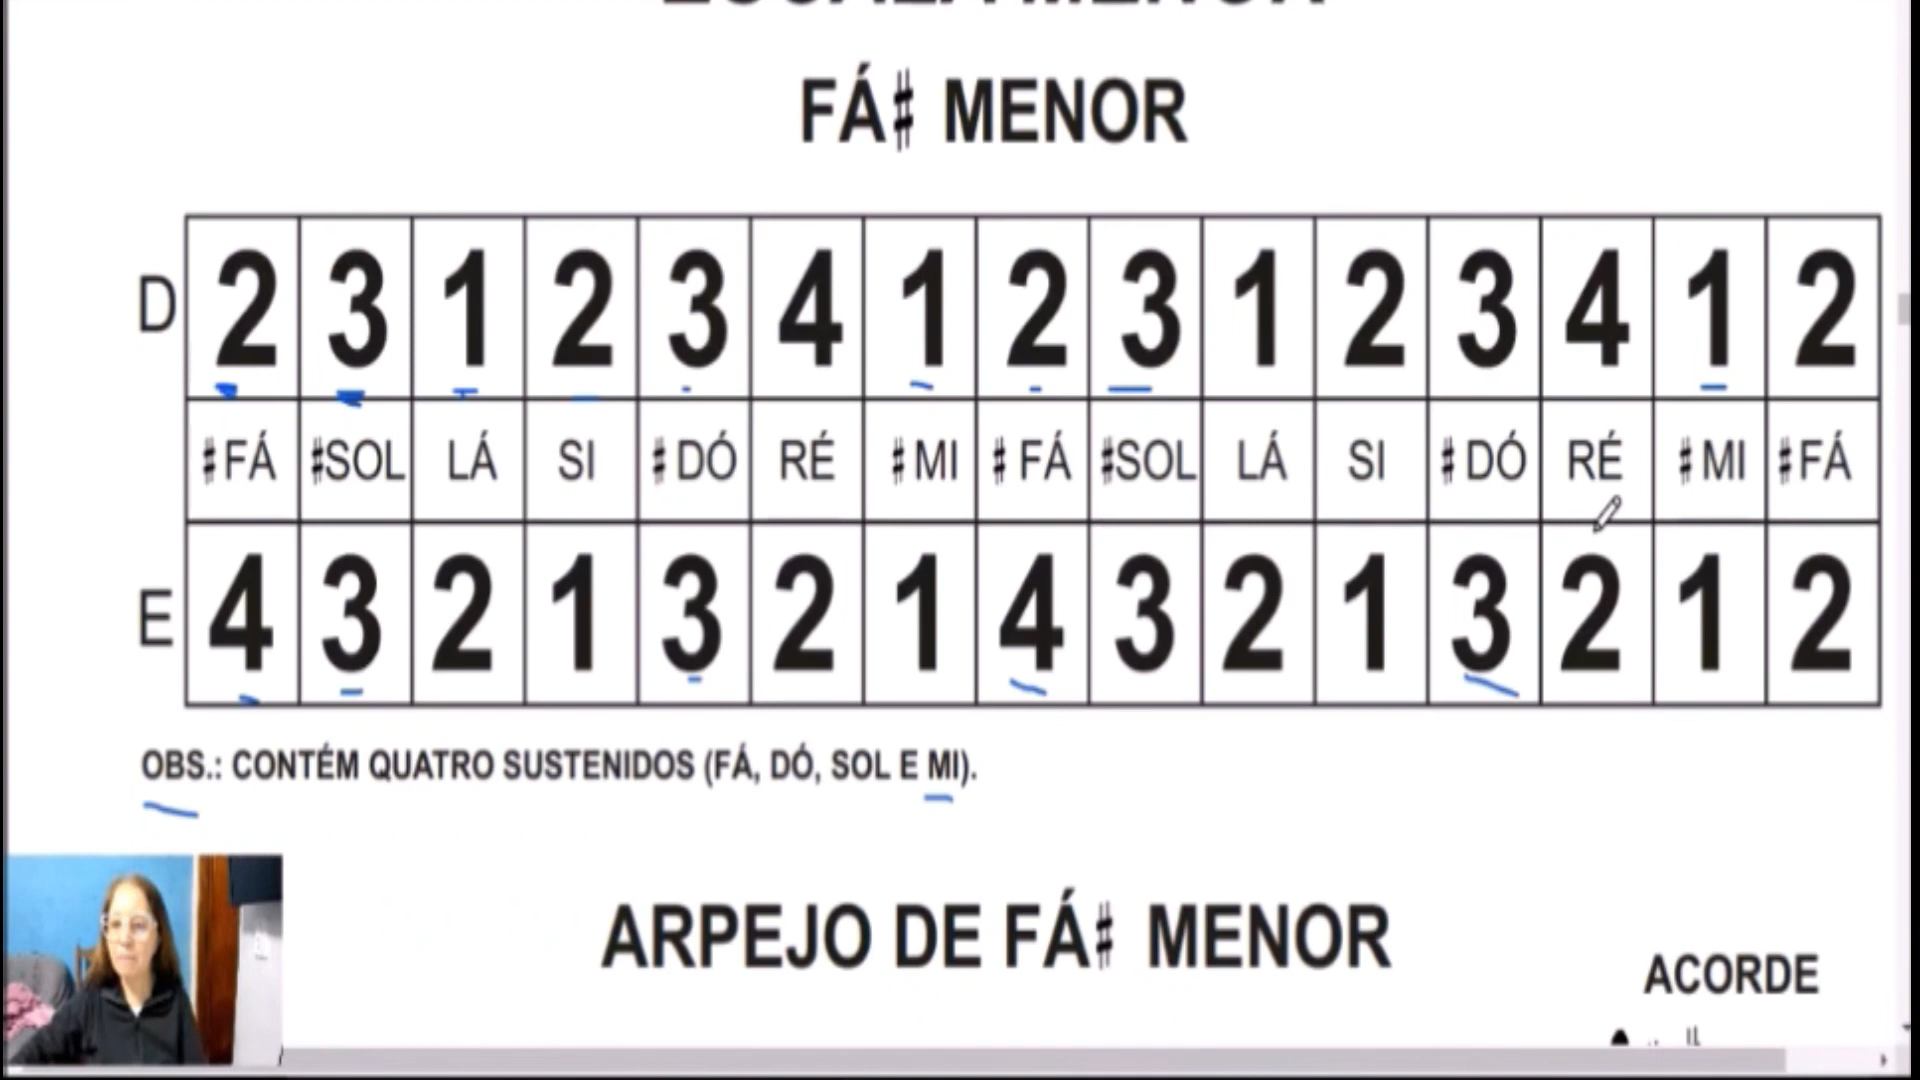 ESCALA MENOR
FÁ♯ MENOR
D 2 3 1 2 3 4 1 2 3 1 2 3 4 1 2
♯FÁ ♯SOL LÁ SI ♯DÓ RÉ ♯MI ♯FÁ ♯SOL LÁ SI ♯DÓ RÉ ♯MI ♯FÁ
E 4 3 2 1 3 2 1 4 3 2 1 3 2 1 2
OBS.: CONTÉM QUATRO SUSTENIDOS (FÁ, DÓ, SOL E MI).
ARPEJO DE FÁ♯ MENOR
ACORDE